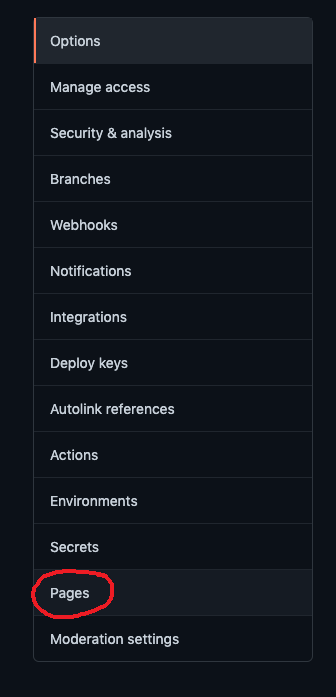 Options
Manage access
Security & analysis
Branches
Webhooks
Notifications
Integrations
Deploy keys
Autolink references
Actions
Environments
Secrets
Pages
Moderation settings